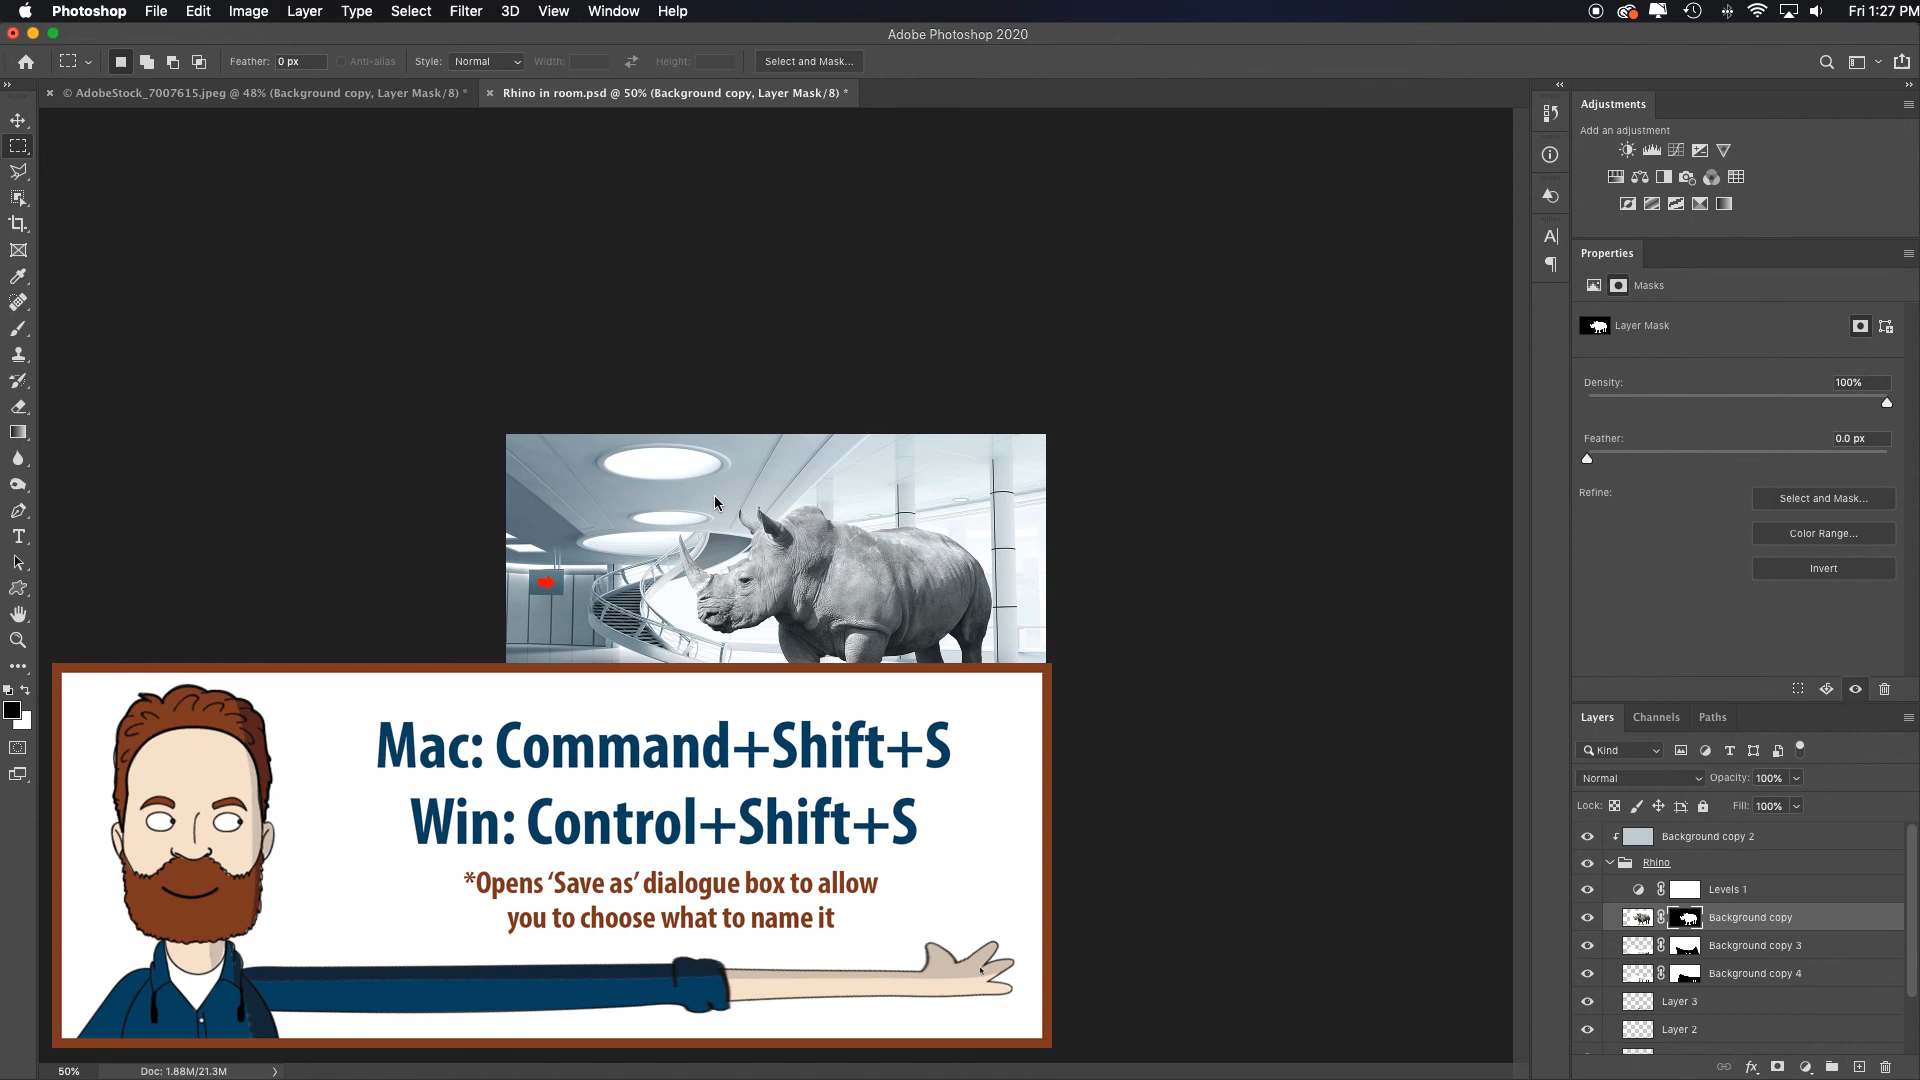 Photoshop File Edit Image Layer Type Select Filter 3D View Window Help Fri 1:27 PM
Adobe Photoshop 2020
Feather: 0 px Anti-alias Style: Normal Width: Height: Select and Mask...
© AdobeStock_7007615.jpeg @ 48% (Background copy, Layer Mask/8) *
Rhino in room.psd @ 50% (Background copy, Layer Mask/8) *
Adjustments
Add an adjustment
Properties
Masks
Layer Mask
Density: 100%
Feather: 0.0 px
Refine: Select and Mask...
Color Range...
Invert
Mac: Command+Shift+S
Win: Control+Shift+S
*Opens ‘Save as’ dialogue box to allow
you to choose what to name it
Layers Channels Paths
Kind
Normal Opacity: 100%
Lock: Fill: 100%
Background copy 2
Rhino
Levels 1
Background copy
Background copy 3
Background copy 4
Layer 3
Layer 2
50% Doc: 1.88M/21.3M